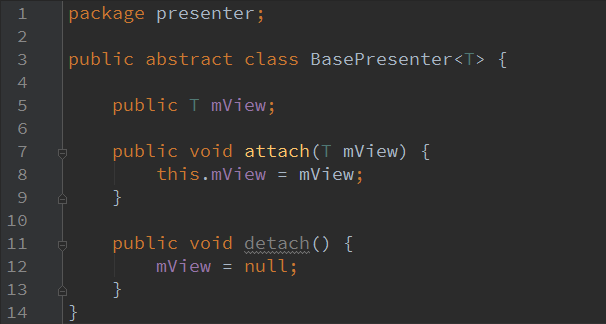 1 package presenter;
2
3 public abstract class BasePresenter<T> {
4
5     public T mView;
6
7     public void attach(T mView) {
8         this.mView = mView;
9     }
10
11     public void detach() {
12         mView = null;
13     }
14 }